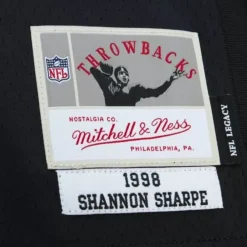 THROWBACKS
NFL
NOSTALGIA CO.
Mitchell & Ness
PHILADELPHIA, PA.
NFL LEGACY
1998
SHANNON SHARPE